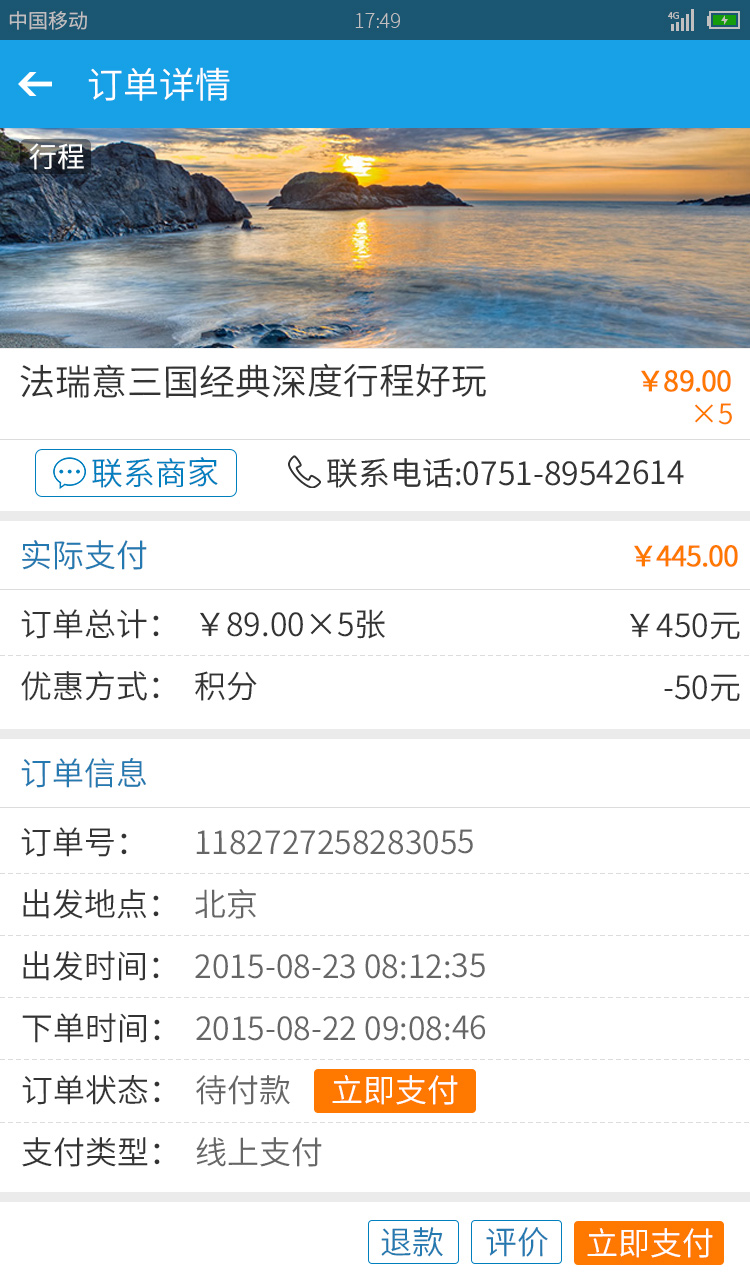 中国移动 17:49 4G
订单详情
行程
法瑞意三国经典深度行程好玩 ￥89.00
×5
联系商家 联系电话:0751-89542614
实际支付 ￥445.00
订单总计： ￥89.00×5张 ￥450元
优惠方式： 积分 -50元
订单信息
订单号： 1182727258283055
出发地点： 北京
出发时间： 2015-08-23 08:12:35
下单时间： 2015-08-22 09:08:46
订单状态： 待付款 立即支付
支付类型： 线上支付
退款 评价 立即支付